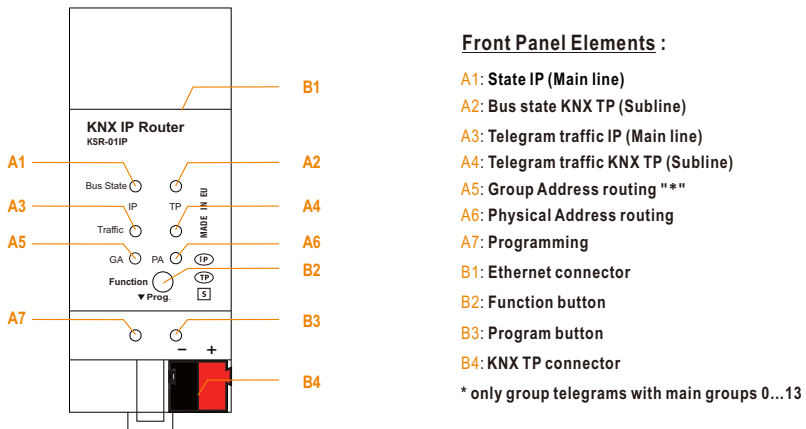 B1
KNX IP Router
KSR-01IP
A1
A2
Bus State
IP
TP
MADE IN EU
A3
A4
Traffic
A5
A6
GA
PA
IP
B2
TP
Function
S
▼Prog.
A7
B3
− +
B4
Front Panel Elements :
A1: State IP (Main line)
A2: Bus state KNX TP (Subline)
A3: Telegram traffic IP (Main line)
A4: Telegram traffic KNX TP (Subline)
A5: Group Address routing "*"
A6: Physical Address routing
A7: Programming
B1: Ethernet connector
B2: Function button
B3: Program button
B4: KNX TP connector
* only group telegrams with main groups 0...13